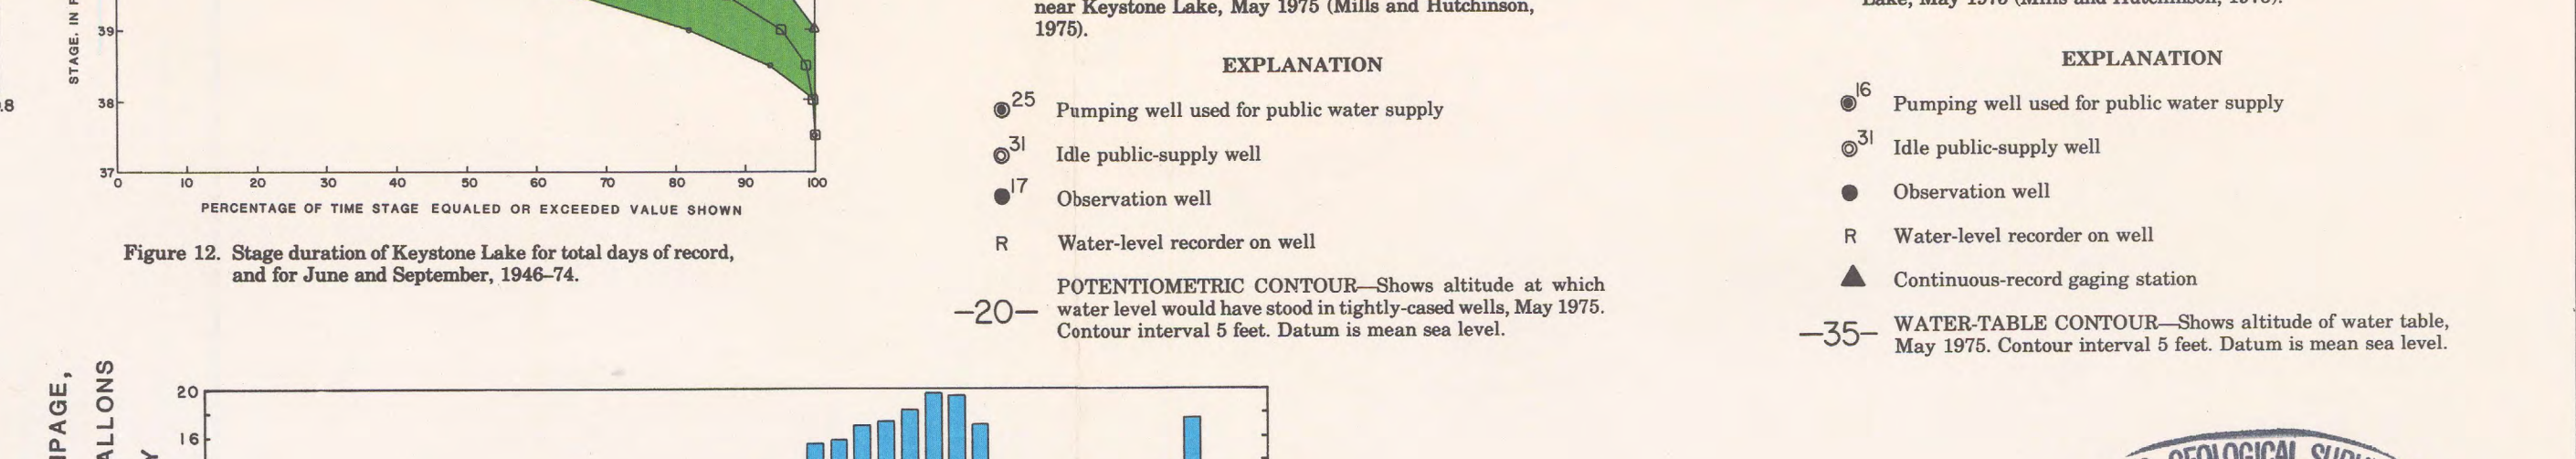 STAGE, IN
39
38
37
0 10 20 30 40 50 60 70 80 90 100
PERCENTAGE OF TIME STAGE EQUALED OR EXCEEDED VALUE SHOWN
Figure 12. Stage duration of Keystone Lake for total days of record,
and for June and September, 1946–74.
.8
near Keystone Lake, May 1975 (Mills and Hutchinson,
1975).
EXPLANATION
25 Pumping well used for public water supply
31 Idle public-supply well
17 Observation well
R Water-level recorder on well
POTENTIOMETRIC CONTOUR—Shows altitude at which
—20— water level would have stood in tightly-cased wells, May 1975.
Contour interval 5 feet. Datum is mean sea level.
EXPLANATION
16 Pumping well used for public water supply
31 Idle public-supply well
Observation well
R Water-level recorder on well
Continuous-record gaging station
—35— WATER-TABLE CONTOUR—Shows altitude of water table,
May 1975. Contour interval 5 feet. Datum is mean sea level.
20
16
GEOLOGICAL